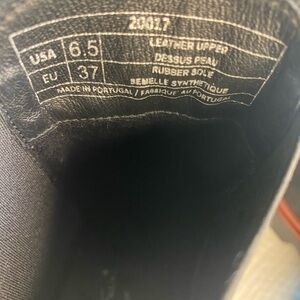 20017
USA 6.5 LEATHER UPPER
DESSUS PEAU
EU 37 RUBBER SOLE
SEMELLE SYNTHETIQUE
MADE IN PORTUGAL / FABRIQUE AU PORTUGAL